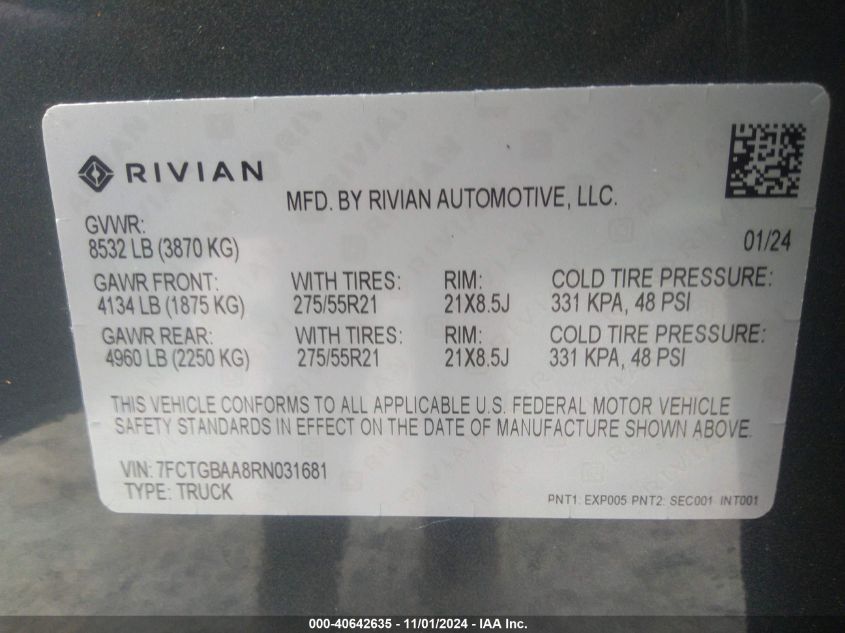 RIVIAN
MFD. BY RIVIAN AUTOMOTIVE, LLC.
GVWR:
8532 LB (3870 KG)
01/24
GAWR FRONT: WITH TIRES: RIM: COLD TIRE PRESSURE:
4134 LB (1875 KG) 275/55R21 21X8.5J 331 KPA, 48 PSI
GAWR REAR: WITH TIRES: RIM: COLD TIRE PRESSURE:
4960 LB (2250 KG) 275/55R21 21X8.5J 331 KPA, 48 PSI
THIS VEHICLE CONFORMS TO ALL APPLICABLE U.S. FEDERAL MOTOR VEHICLE
SAFETY STANDARDS IN EFFECT ON THE DATE OF MANUFACTURE SHOWN ABOVE.
VIN: 7FCTGBAA8RN031681
TYPE: TRUCK
PNT1: EXP005 PNT2: SEC001 INT001
000-40642635 - 11/01/2024 - IAA Inc.